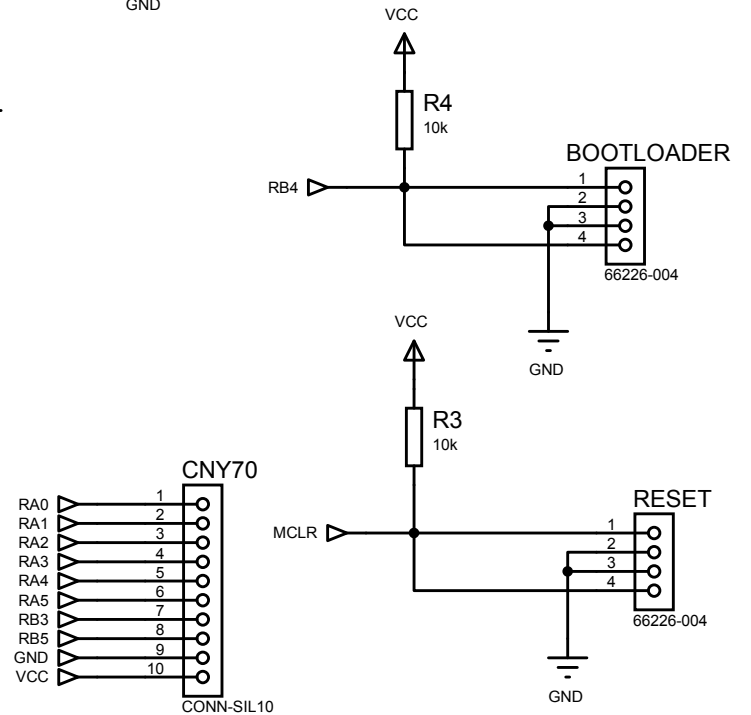 GND
VCC
R4
10k
BOOTLOADER
RB4
1
2
3
4
66226-004
GND
VCC
R3
10k
CNY70
RESET
RA0 1
RA1 2
RA2 3
RA3 4
RA4 5
RA5 6
RB3 7
RB5 8
GND 9
VCC 10
CONN-SIL10
MCLR
1
2
3
4
66226-004
GND